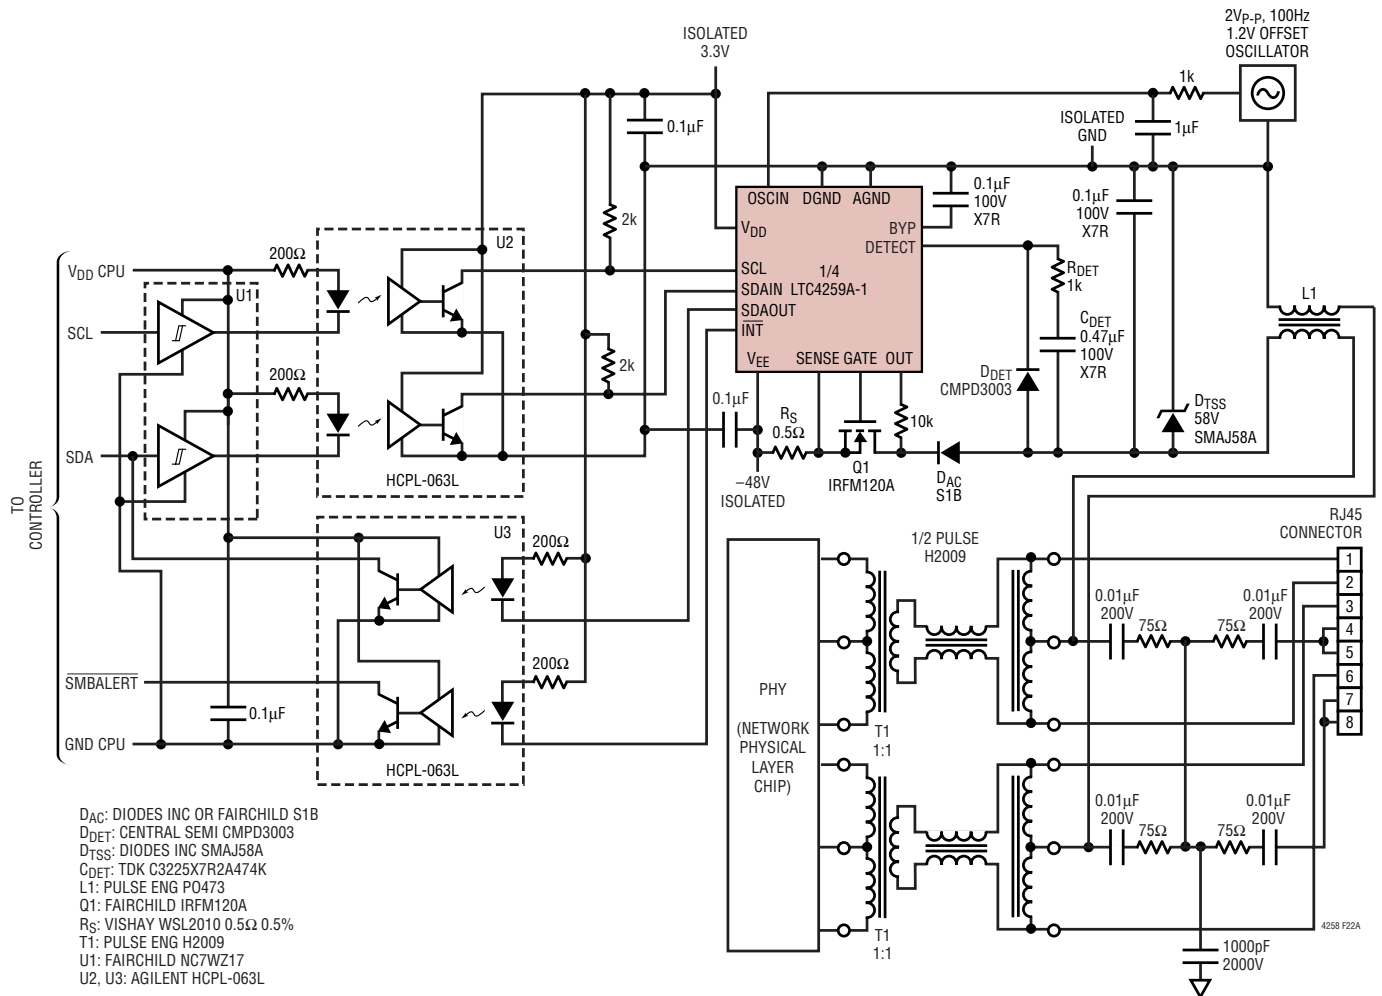 ISOLATED
3.3V
2VP-P, 100Hz
1.2V OFFSET
OSCILLATOR
1k
ISOLATED
GND
1µF
0.1µF
OSCIN DGND AGND
VDD
BYP
DETECT
SCL
1/4
LTC4259A-1
SDAIN
SDAOUT
INT
VEE
SENSE GATE OUT
0.1µF
100V
X7R
0.1µF
100V
X7R
RDET
1k
CDET
0.47µF
100V
X7R
DDET
CMPD3003
DTSS
58V
SMAJ58A
L1
2k
2k
0.1µF
RS
0.5Ω
10k
Q1
IRFM120A
DAC
S1B
–48V
ISOLATED
TO
CONTROLLER
VDD CPU
SCL
SDA
SMBALERT
GND CPU
200Ω
200Ω
U1
U2
HCPL-063L
U3
200Ω
200Ω
HCPL-063L
0.1µF
PHY
(NETWORK
PHYSICAL
LAYER
CHIP)
1/2 PULSE
H2009
T1
1:1
T1
1:1
RJ45
CONNECTOR
1
2
3
4
5
6
7
8
0.01µF
200V
75Ω
75Ω
0.01µF
200V
0.01µF
200V
75Ω
75Ω
0.01µF
200V
1000pF
2000V
4258 F22A
DAC: DIODES INC OR FAIRCHILD S1B
DDET: CENTRAL SEMI CMPD3003
DTSS: DIODES INC SMAJ58A
CDET: TDK C3225X7R2A474K
L1: PULSE ENG PO473
Q1: FAIRCHILD IRFM120A
RS: VISHAY WSL2010 0.5Ω 0.5%
T1: PULSE ENG H2009
U1: FAIRCHILD NC7WZ17
U2, U3: AGILENT HCPL-063L